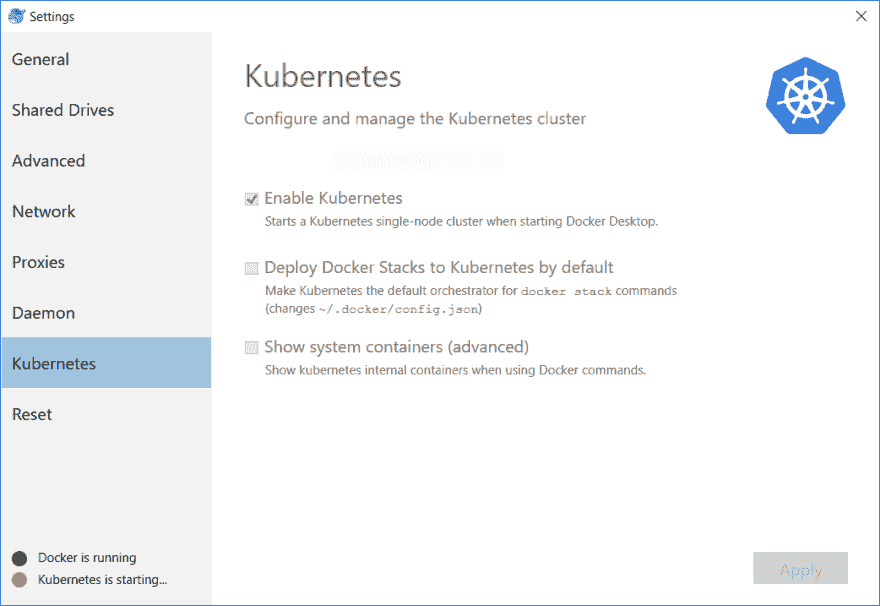 Settings
General
Shared Drives
Advanced
Network
Proxies
Daemon
Kubernetes
Reset
Docker is running
Kubernetes is starting...
Kubernetes
Configure and manage the Kubernetes cluster
Window Snip
Enable Kubernetes
Starts a Kubernetes single-node cluster when starting Docker Desktop.
Deploy Docker Stacks to Kubernetes by default
Make Kubernetes the default orchestrator for docker stack commands
(changes ~/.docker/config.json)
Show system containers (advanced)
Show kubernetes internal containers when using Docker commands.
Apply